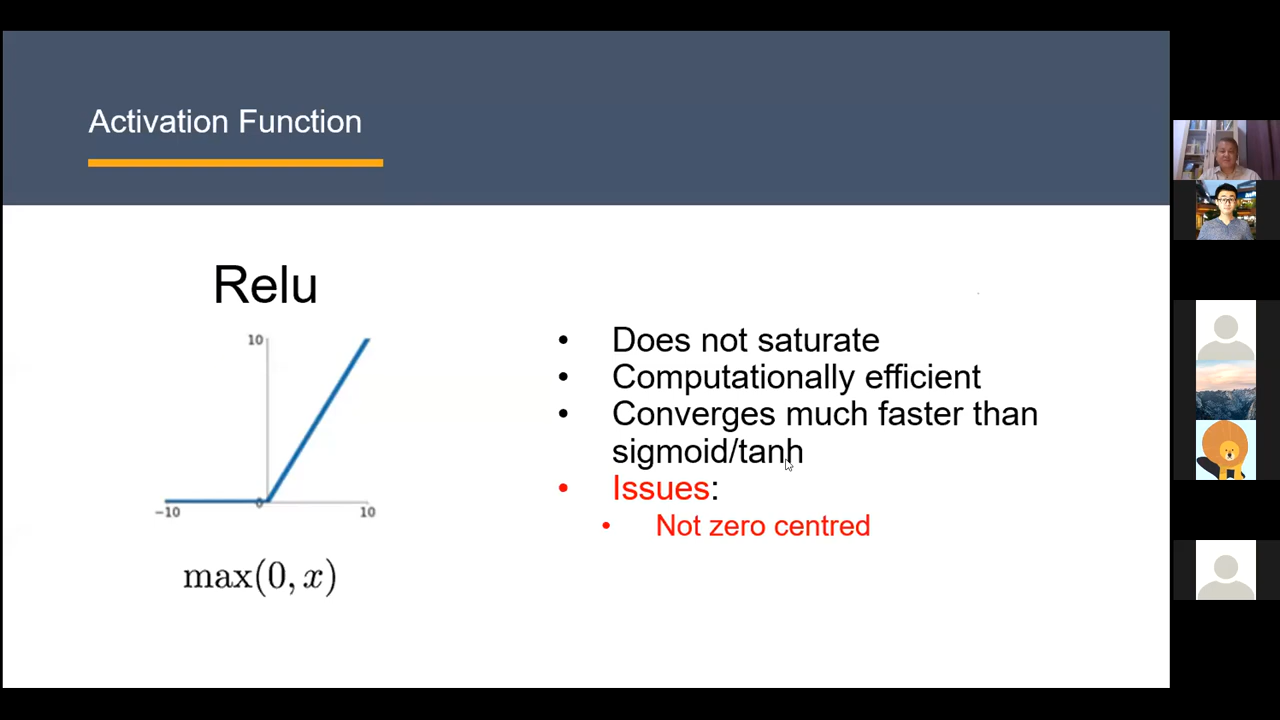 Activation Function
Relu
10
0
−10
10
max(0, x)
• Does not saturate
• Computationally efficient
• Converges much faster than
sigmoid/tanh
• Issues:
• Not zero centred